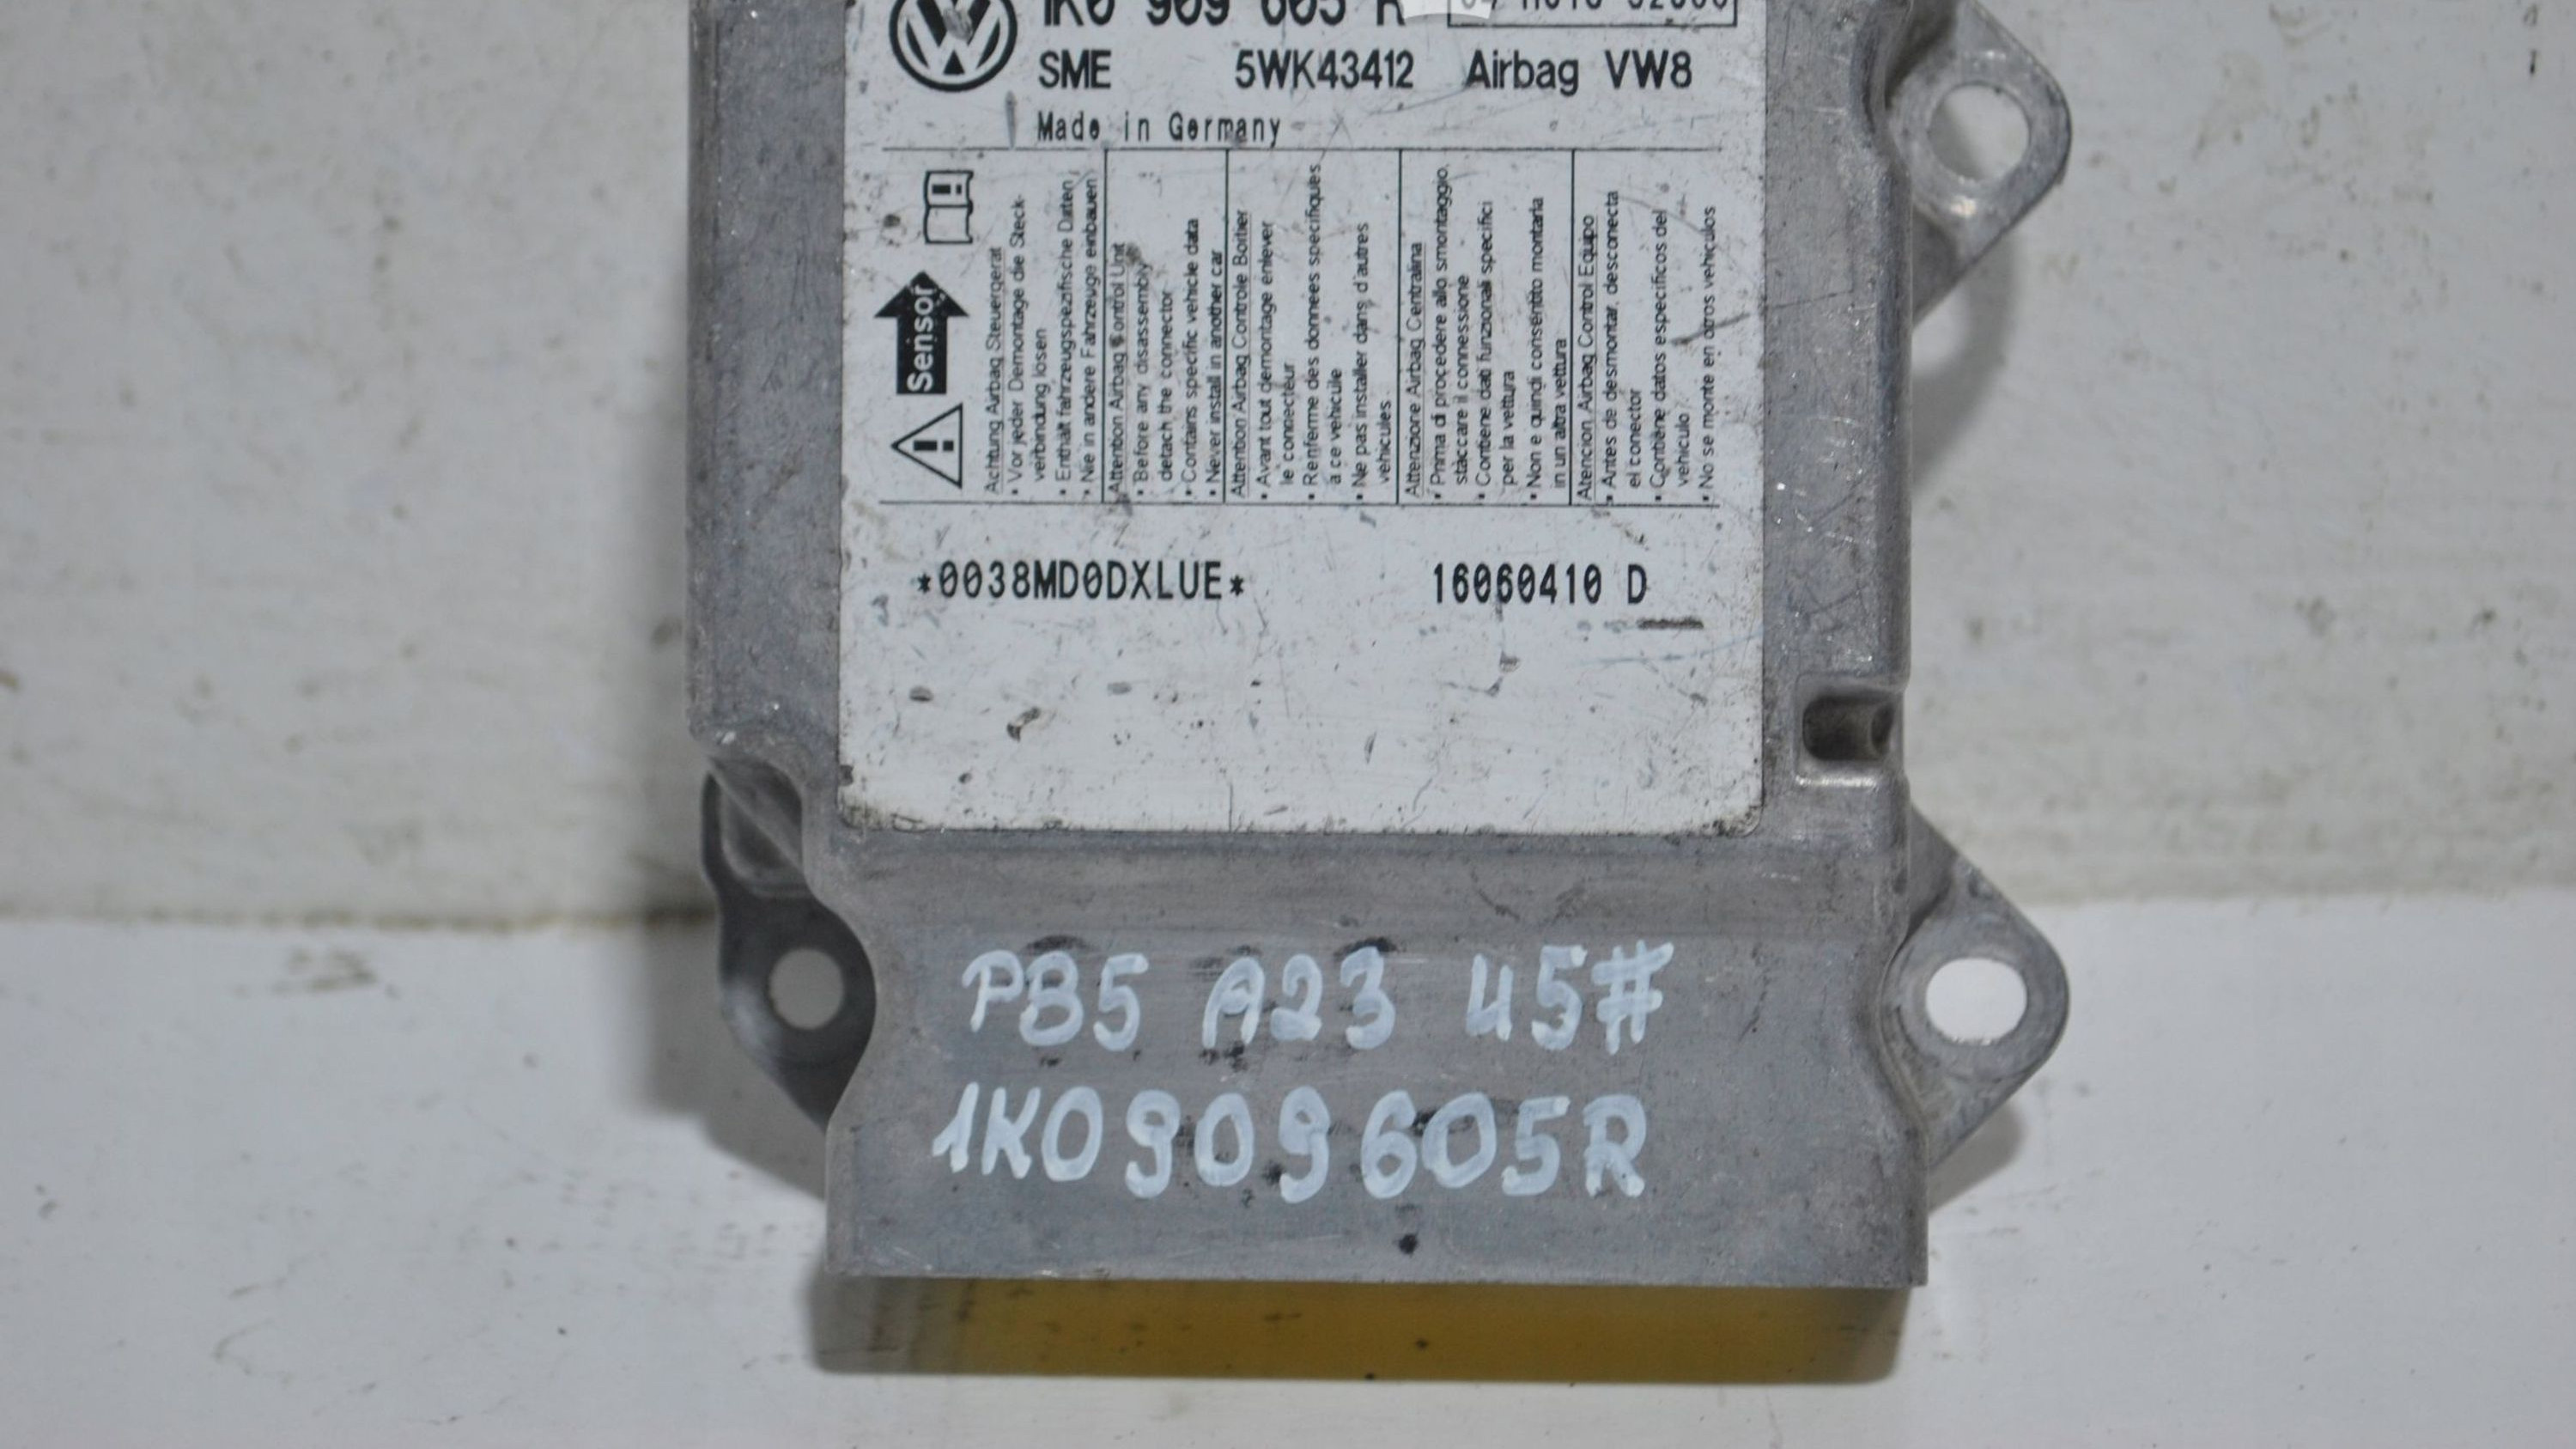 1K0 909 605 R
SME 5WK43412 Airbag VW8
Made in Germany
Sensor
Achtung Airbag Steuergerät
• Vor jeder Demontage die Steck-
verbindung lösen
• Enthält fahrzeugspezifische Daten
• Nie in andere Fahrzeuge einbauen
Attention Airbag Control Unit
• Before any disassembly
detach the connector
• Contains specific vehicle data
• Never install in another car
Attention Airbag Controle Boitier
• Avant tout demontage enlever
le connecteur
• Renferme des donnees specifiques
a ce vehicule
• Ne pas installer dans d'autres
vehicules
Attenzione Airbag Centralina
• Prima di procedere allo smontaggio,
staccare il connessione
• Contiene dati funzionali specifici
per la vettura
• Non e quindi consentito montarla
in un altra vettura
Atencion Airbag Control Equipo
• Antes de desmontar, desconecta
el conector
• Contiene datos especificos del
vehiculo
• No se monte en otros vehiculos
*0038MD0DXLUE* 16060410 D
PB5 A23 45#
1K0909605R